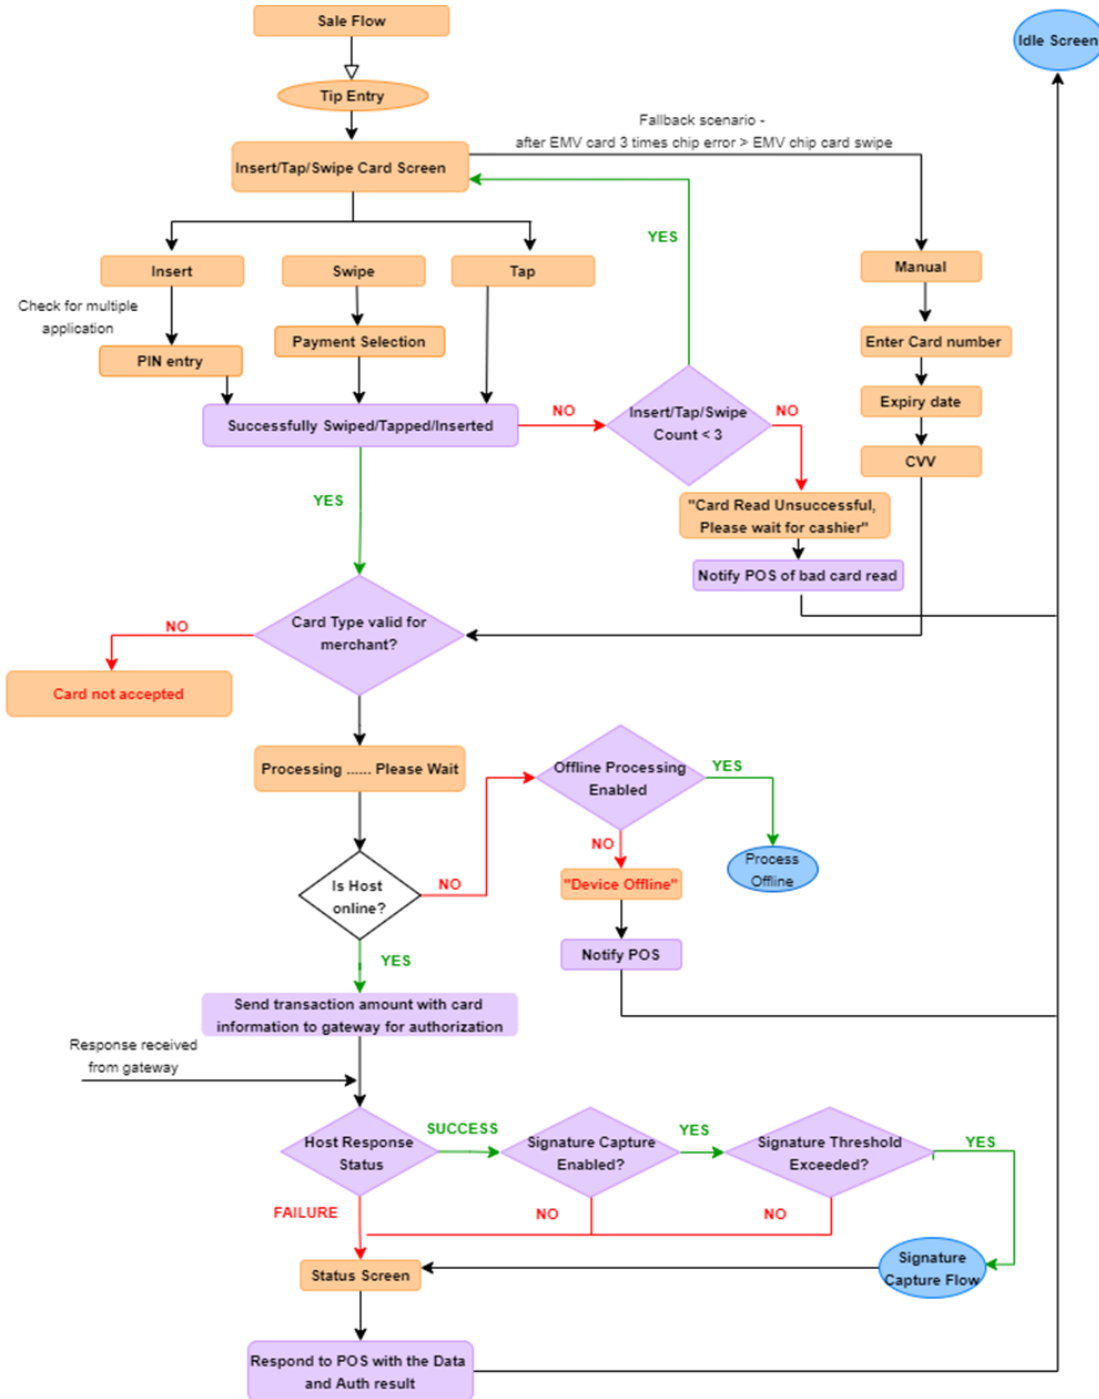 Sale Flow
Idle Screen
Tip Entry
Fallback scenario -
after EMV card 3 times chip error > EMV chip card swipe
Insert/Tap/Swipe Card Screen
YES
Insert
Swipe
Tap
Manual
Check for multiple
application
PIN entry
Payment Selection
Enter Card number
Expiry date
Successfully Swiped/Tapped/Inserted
NO
Insert/Tap/Swipe
Count < 3
NO
CVV
YES
"Card Read Unsuccessful,
Please wait for cashier"
Notify POS of bad card read
Card Type valid for
merchant?
NO
Card not accepted
Processing ...... Please Wait
Offline Processing
Enabled
YES
NO
Process
Offline
Is Host
online?
NO
"Device Offline"
YES
Notify POS
Send transaction amount with card
information to gateway for authorization
Response received
from gateway
Host Response
Status
SUCCESS
Signature Capture
Enabled?
YES
Signature Threshold
Exceeded?
YES
FAILURE
NO
NO
Status Screen
Signature
Capture Flow
Respond to POS with the Data
and Auth result